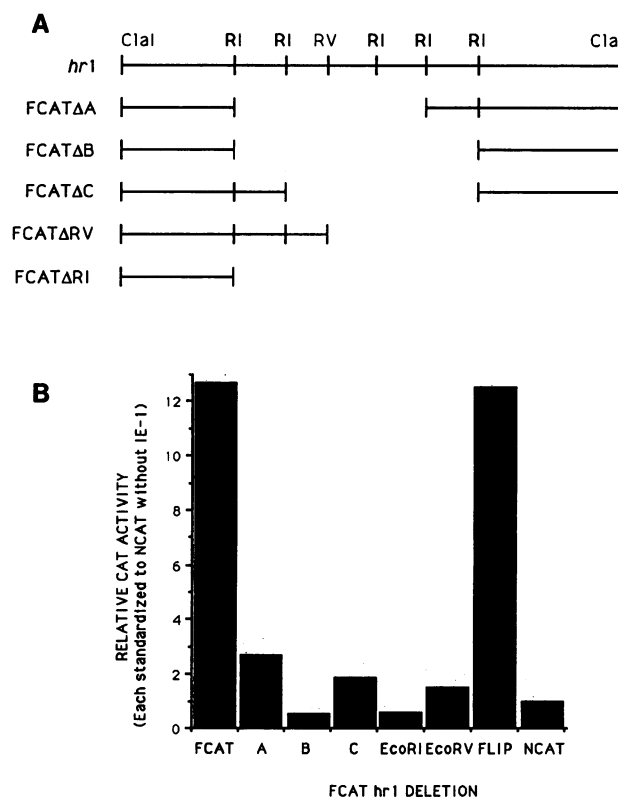 A
ClaI RI RI RV RI RI RI Cla
hr1
FCATΔA
FCATΔB
FCATΔC
FCATΔRV
FCATΔRI
B
RELATIVE CAT ACTIVITY
(Each standardized to NCAT without IE-1)
12
10
8
6
4
2
0
FCAT A B C EcoRI EcoRV FLIP NCAT
FCAT hr1 DELETION